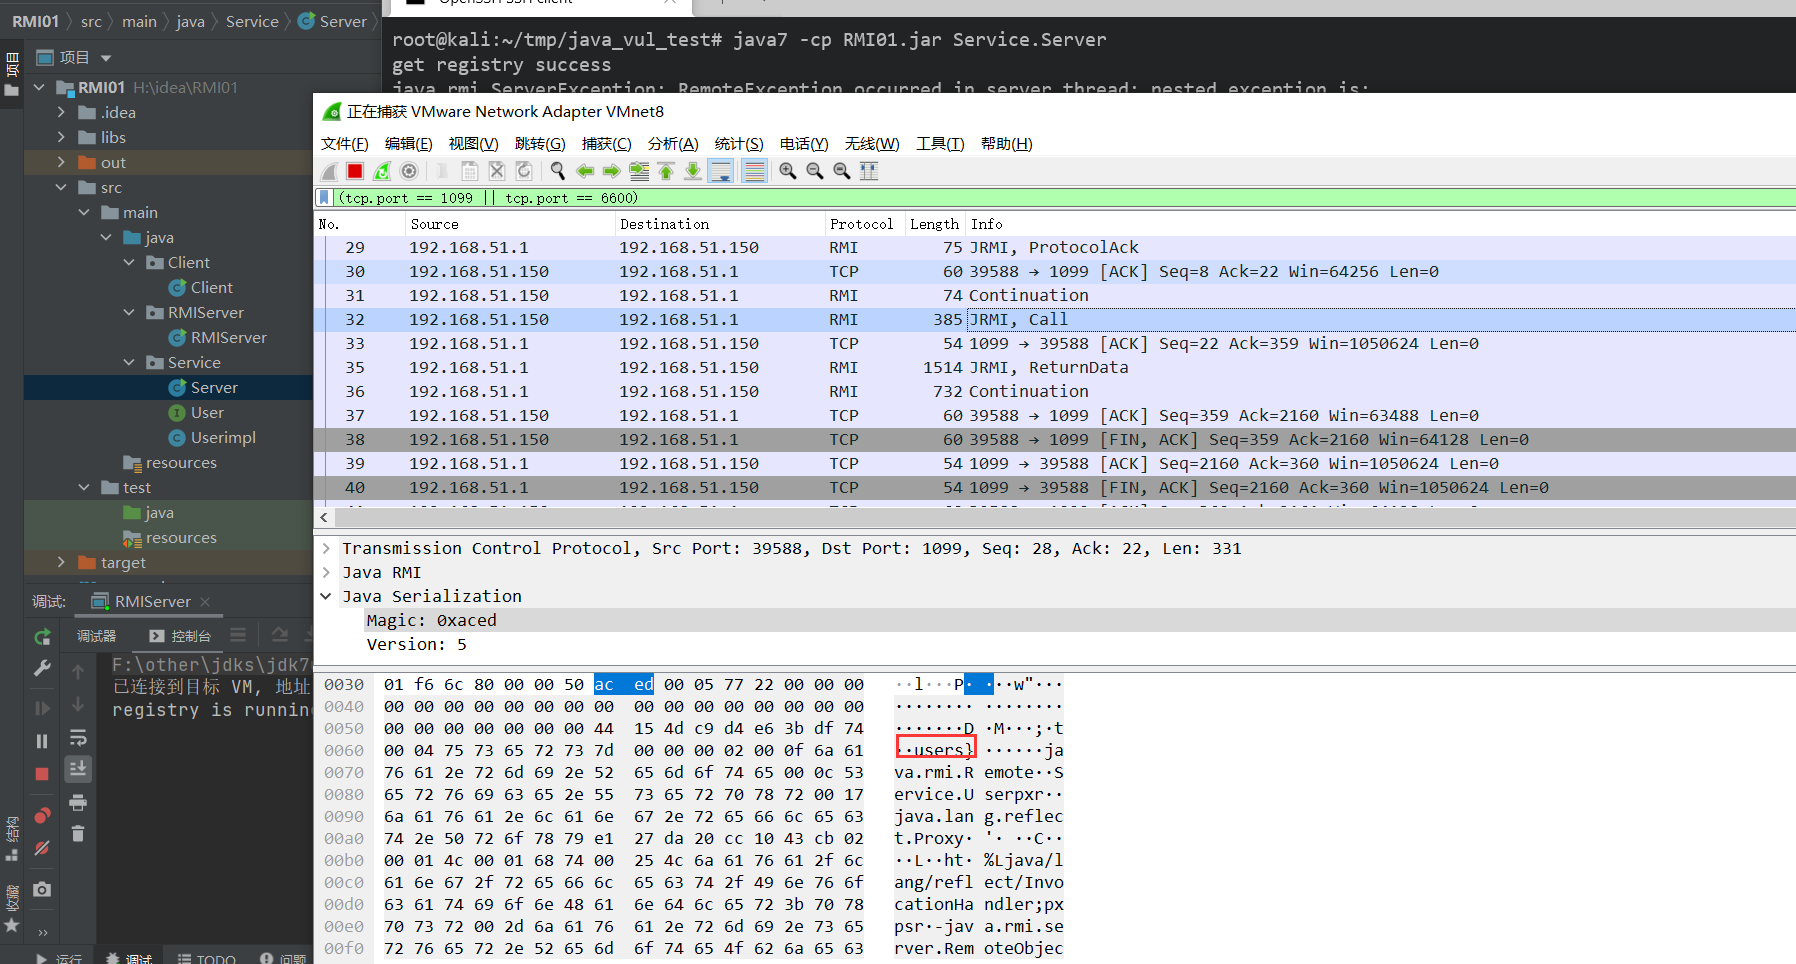 RMI01 › src › main › java › Service › Server
项目
RMI01 H:\idea\RMI01
.idea
libs
out
src
main
java
Client
Client
RMIServer
RMIServer
Service
Server
User
Userimpl
resources
test
java
resources
target
项目
结构
收藏
调试: RMIServer
调试器 控制台
F:\other\jdks\jdk7
已连接到目标 VM, 地址
registry is runnin
运行 调试 TODO 问题
OpenSSH SSH client
root@kali:~/tmp/java_vul_test# java7 -cp RMI01.jar Service.Server
get registry success
java.rmi.ServerException: RemoteException occurred in server thread; nested exception is:
正在捕获 VMware Network Adapter VMnet8
文件(F) 编辑(E) 视图(V) 跳转(G) 捕获(C) 分析(A) 统计(S) 电话(Y) 无线(W) 工具(T) 帮助(H)
(tcp.port == 1099 || tcp.port == 6600)
No. Source Destination Protocol Length Info
29 192.168.51.1 192.168.51.150 RMI 75 JRMI, ProtocolAck
30 192.168.51.150 192.168.51.1 TCP 60 39588 → 1099 [ACK] Seq=8 Ack=22 Win=64256 Len=0
31 192.168.51.150 192.168.51.1 RMI 74 Continuation
32 192.168.51.150 192.168.51.1 RMI 385 JRMI, Call
33 192.168.51.1 192.168.51.150 TCP 54 1099 → 39588 [ACK] Seq=22 Ack=359 Win=1050624 Len=0
35 192.168.51.1 192.168.51.150 RMI 1514 JRMI, ReturnData
36 192.168.51.1 192.168.51.150 RMI 732 Continuation
37 192.168.51.150 192.168.51.1 TCP 60 39588 → 1099 [ACK] Seq=359 Ack=2160 Win=63488 Len=0
38 192.168.51.150 192.168.51.1 TCP 60 39588 → 1099 [FIN, ACK] Seq=359 Ack=2160 Win=64128 Len=0
39 192.168.51.1 192.168.51.150 TCP 54 1099 → 39588 [ACK] Seq=2160 Ack=360 Win=1050624 Len=0
40 192.168.51.1 192.168.51.150 TCP 54 1099 → 39588 [FIN, ACK] Seq=2160 Ack=360 Win=1050624 Len=0
Transmission Control Protocol, Src Port: 39588, Dst Port: 1099, Seq: 28, Ack: 22, Len: 331
Java RMI
Java Serialization
Magic: 0xaced
Version: 5
0030 01 f6 6c 80 00 00 50 ac ed 00 05 77 22 00 00 00 ··l···P· ··w"···
0040 00 00 00 00 00 00 00 00 00 00 00 00 00 00 00 00 ········ ········
0050 00 00 00 00 00 00 00 44 15 4d c9 d4 e6 3b df 74 ·······D ·M···;·t
0060 00 04 75 73 65 72 73 7d 00 00 00 02 00 0f 6a 61 ··users} ······ja
0070 76 61 2e 72 6d 69 2e 52 65 6d 6f 74 65 00 0c 53 va.rmi.R emote··S
0080 65 72 76 69 63 65 2e 55 73 65 72 70 78 72 00 17 ervice.U serpxr··
0090 6a 61 76 61 2e 6c 61 6e 67 2e 72 65 66 6c 65 63 java.lan g.reflec
00a0 74 2e 50 72 6f 78 79 e1 27 da 20 cc 10 43 cb 02 t.Proxy· '· ··C··
00b0 00 01 4c 00 01 68 74 00 25 4c 6a 61 76 61 2f 6c ··L··ht· %Ljava/l
00c0 61 6e 67 2f 72 65 66 6c 65 63 74 2f 49 6e 76 6f ang/refl ect/Invo
00d0 63 61 74 69 6f 6e 48 61 6e 64 6c 65 72 3b 70 78 cationHa ndler;px
00e0 70 73 72 00 2d 6a 61 76 61 2e 72 6d 69 2e 73 65 psr·-jav a.rmi.se
00f0 72 76 65 72 2e 52 65 6d 6f 74 65 4f 62 6a 65 63 rver.Rem oteObjec